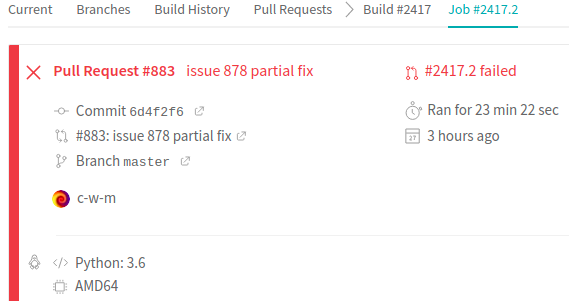 Current Branches Build History Pull Requests Build #2417 Job #2417.2
Pull Request #883 issue 878 partial fix #2417.2 failed
Commit 6d4f2f6 Ran for 23 min 22 sec
#883: issue 878 partial fix 27 3 hours ago
Branch master
c-w-m
</> Python: 3.6
AMD64